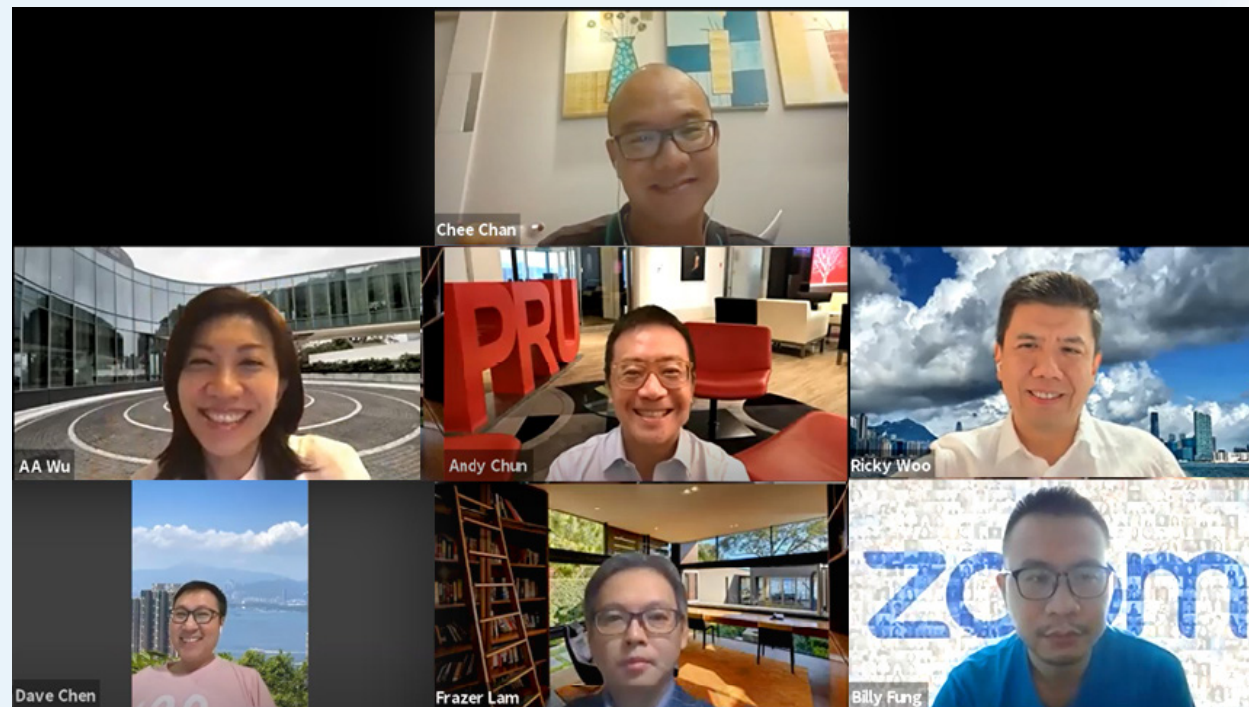 Chee Chan
AA Wu
PRU
Andy Chun
Ricky Woo
Dave Chen
Frazer Lam
zoom
Billy Fung